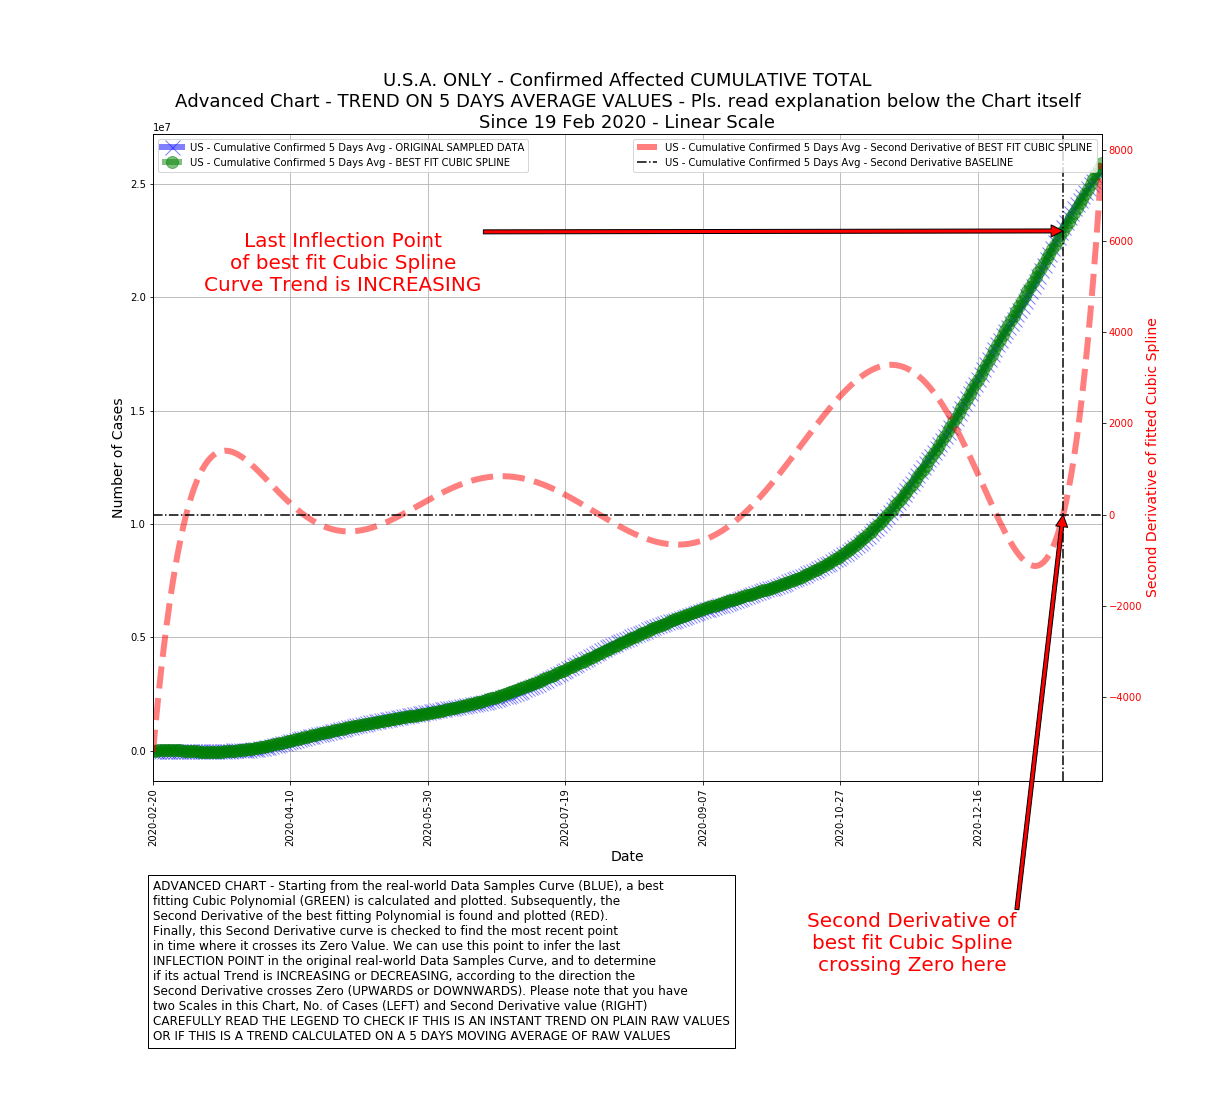 U.S.A. ONLY - Confirmed Affected CUMULATIVE TOTAL
Advanced Chart - TREND ON 5 DAYS AVERAGE VALUES - Pls. read explanation below the Chart itself
Since 19 Feb 2020 - Linear Scale
1e7
US - Cumulative Confirmed 5 Days Avg - ORIGINAL SAMPLED DATA
US - Cumulative Confirmed 5 Days Avg - BEST FIT CUBIC SPLINE
US - Cumulative Confirmed 5 Days Avg - Second Derivative of BEST FIT CUBIC SPLINE
US - Cumulative Confirmed 5 Days Avg - Second Derivative BASELINE
Last Inflection Point
of best fit Cubic Spline
Curve Trend is INCREASING
Number of Cases
2.5
2.0
1.5
1.0
0.5
0.0
8000
6000
4000
2000
0
−2000
−4000
Second Derivative of fitted Cubic Spline
2020-02-20
2020-04-10
2020-05-30
2020-07-19
2020-09-07
2020-10-27
2020-12-16
Date
ADVANCED CHART - Starting from the real-world Data Samples Curve (BLUE), a best
fitting Cubic Polynomial (GREEN) is calculated and plotted. Subsequently, the
Second Derivative of the best fitting Polynomial is found and plotted (RED).
Finally, this Second Derivative curve is checked to find the most recent point
in time where it crosses its Zero Value. We can use this point to infer the last
INFLECTION POINT in the original real-world Data Samples Curve, and to determine
if its actual Trend is INCREASING or DECREASING, according to the direction the
Second Derivative crosses Zero (UPWARDS or DOWNWARDS). Please note that you have
two Scales in this Chart, No. of Cases (LEFT) and Second Derivative value (RIGHT)
CAREFULLY READ THE LEGEND TO CHECK IF THIS IS AN INSTANT TREND ON PLAIN RAW VALUES
OR IF THIS IS A TREND CALCULATED ON A 5 DAYS MOVING AVERAGE OF RAW VALUES
Second Derivative of
best fit Cubic Spline
crossing Zero here